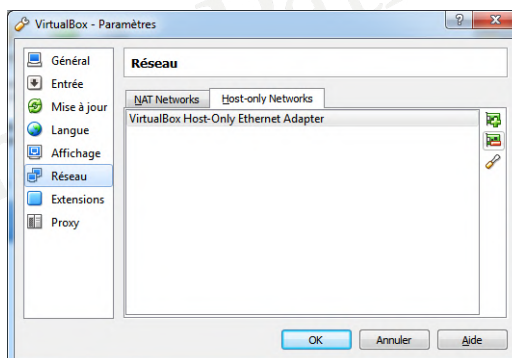 VirtualBox - Paramètres
Général
Entrée
Mise à jour
Langue
Affichage
Réseau
Extensions
Proxy
Réseau
NAT Networks
Host-only Networks
VirtualBox Host-Only Ethernet Adapter
OK
Annuler
Aide